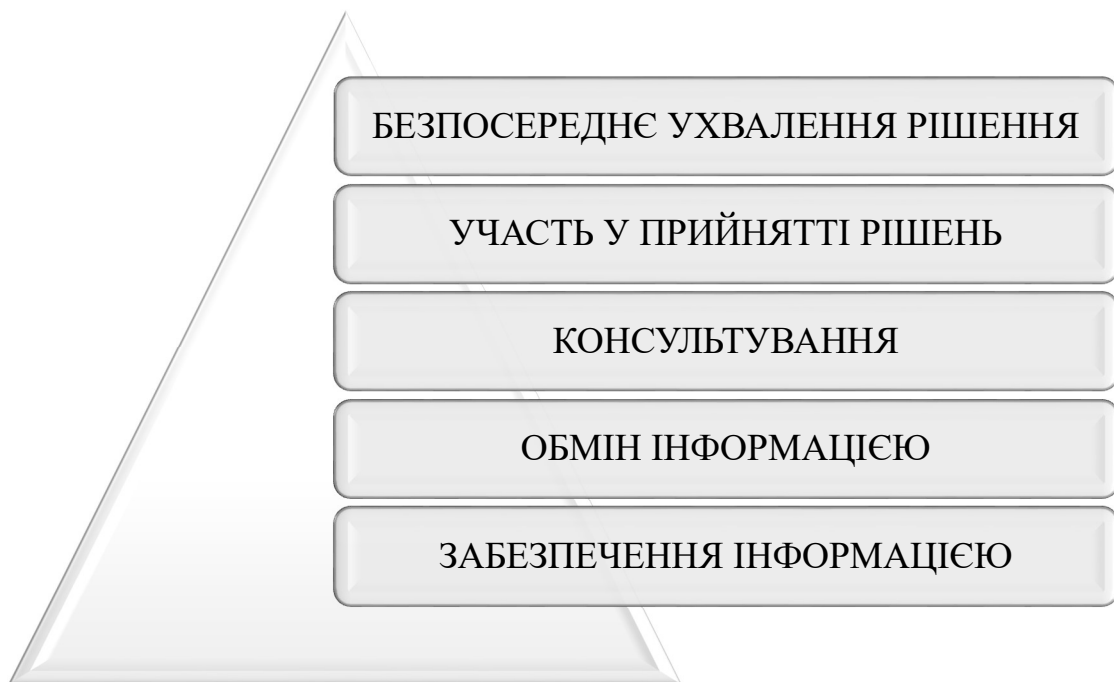 БЕЗПОСЕРЕДНЄ УХВАЛЕННЯ РІШЕННЯ
УЧАСТЬ У ПРИЙНЯТТІ РІШЕНЬ
КОНСУЛЬТУВАННЯ
ОБМІН ІНФОРМАЦІЄЮ
ЗАБЕЗПЕЧЕННЯ ІНФОРМАЦІЄЮ